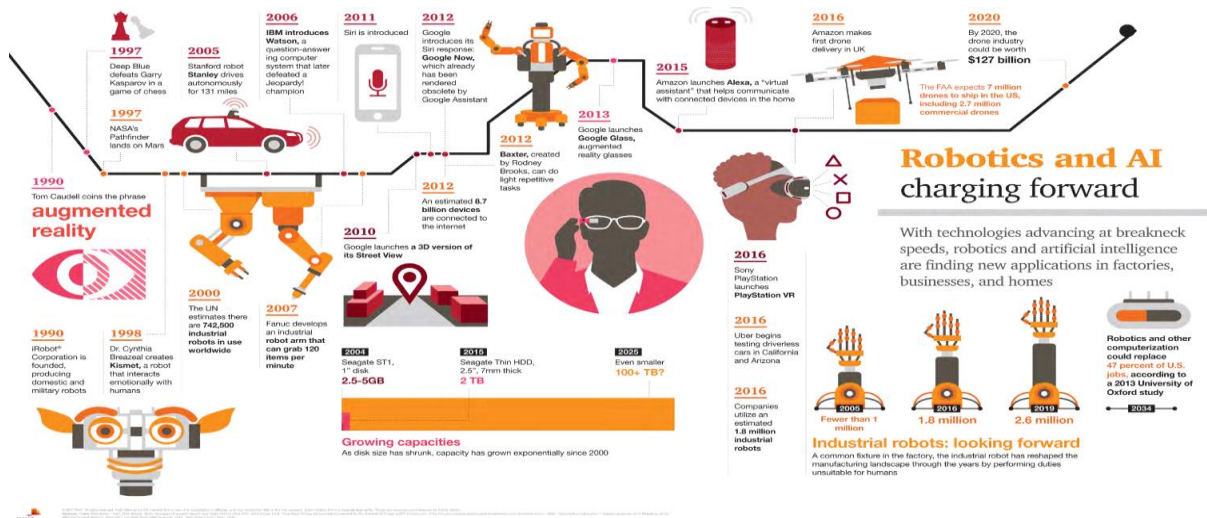 1997
Deep Blue
defeats Garry
Kasparov in a
game of chess
1997
NASA's
Pathfinder
lands on Mars
1990
Tom Caudell coins the phrase
augmented
reality
1990
iRobot®
Corporation is
founded,
producing
domestic and
military robots
1998
Dr. Cynthia
Breazeal creates
Kismet, a robot
that interacts
emotionally with
humans
2005
Stanford robot
Stanley drives
autonomously
for 131 miles
2000
The UN
estimates there
are 742,500
industrial
robots in use
worldwide
2006
IBM introduces
Watson, a
question-answer
ing computer
system that later
defeated a
Jeopardy!
champion
2007
Fanuc develops
an industrial
robot arm that
can grab 120
items per
minute
2011
Siri is introduced
2012
Google
introduces its
Siri response:
Google Now,
which already
has been
rendered
obsolete by
Google Assistant
2012
An estimated 8.7
billion devices
are connected to
the internet
2010
Google launches a 3D version of
its Street View
2012
Baxter, created
by Rodney
Brooks, can do
light repetitive
tasks
2013
Google launches
Google Glass,
augmented
reality glasses
2004
Seagate ST1,
1" disk
2.5-5GB
2015
Seagate Thin HDD,
2.5", 7mm thick
2 TB
2025
Even smaller
100+ TB?
Growing capacities
As disk size has shrunk, capacity has grown exponentially since 2000
2015
Amazon launches Alexa, a "virtual
assistant" that helps communicate
with connected devices in the home
2016
Amazon makes
first drone
delivery in UK
2020
By 2020, the
drone industry
could be worth
$127 billion
The FAA expects 7 million
drones to ship in the US,
including 2.7 million
commercial drones
2016
Sony
PlayStation
launches
PlayStation VR
2016
Uber begins
testing driverless
cars in California
and Arizona
2016
Companies
utilize an
estimated
1.8 million
industrial
robots
Robotics and AI
charging forward
With technologies advancing at breakneck
speeds, robotics and artificial intelligence
are finding new applications in factories,
businesses, and homes
2005
Fewer than 1
million
2016
1.8 million
2019
2.6 million
Robotics and
other
computerization
could replace
47 percent of U.S.
jobs, according to
a 2013 University of
Oxford study
2034
Industrial robots: looking forward
A common fixture in the factory, the industrial robot has reshaped the
manufacturing landscape through the years by performing duties
unsuitable for humans